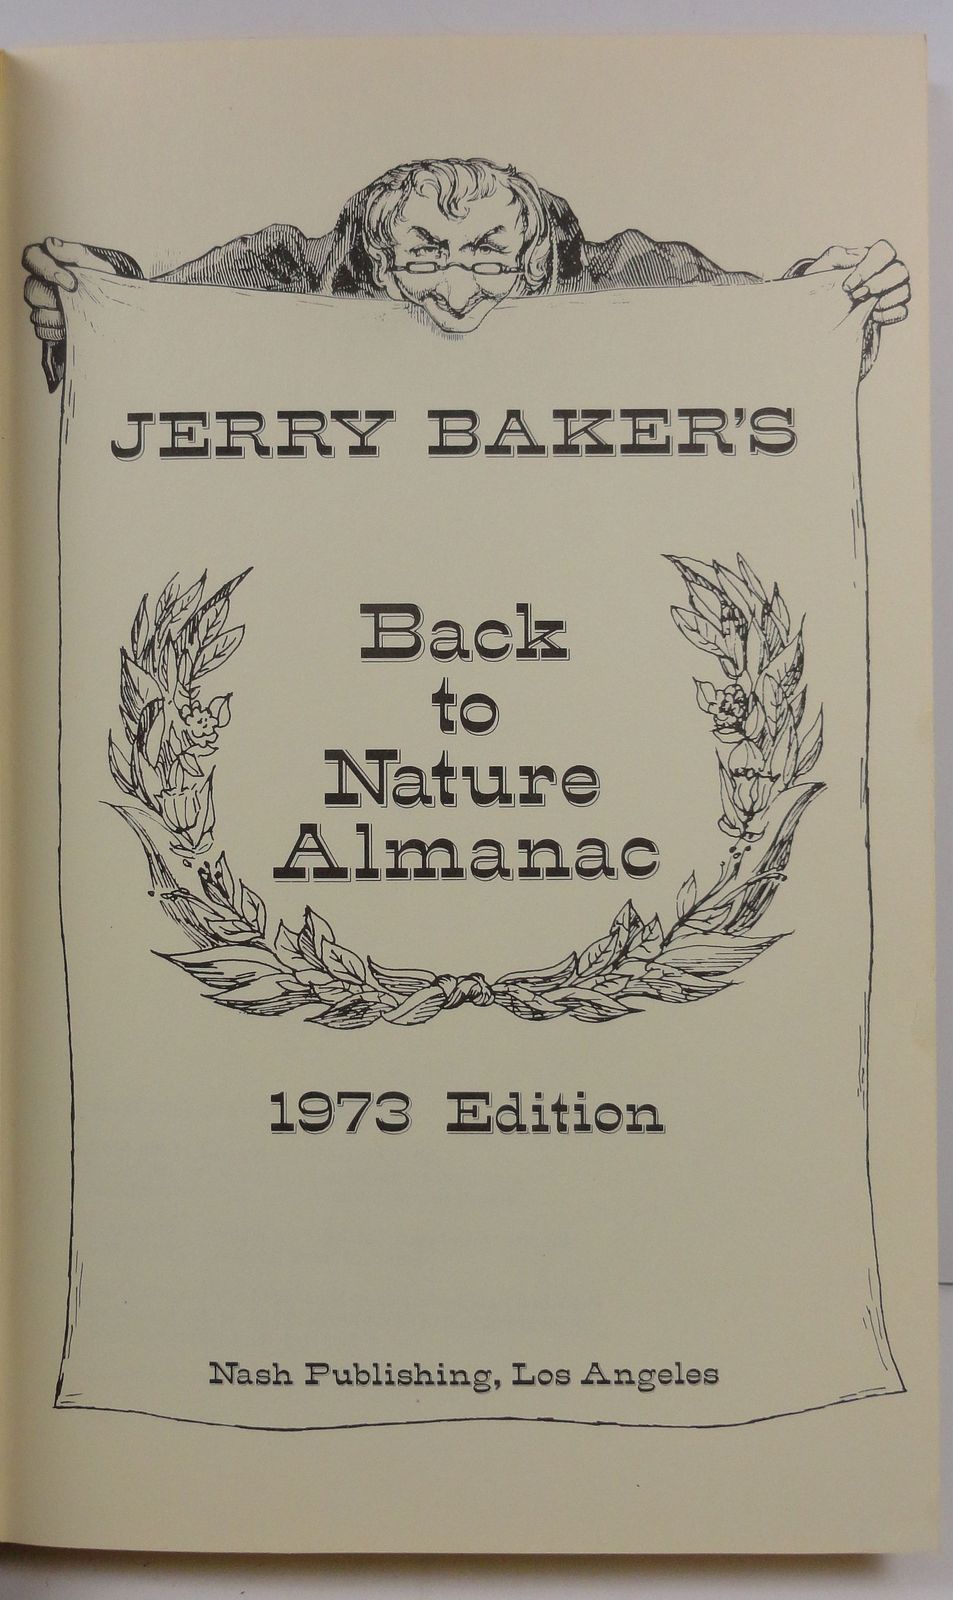 JERRY BAKER'S
Back
to
Nature
Almanac
1973 Edition
Nash Publishing, Los Angeles